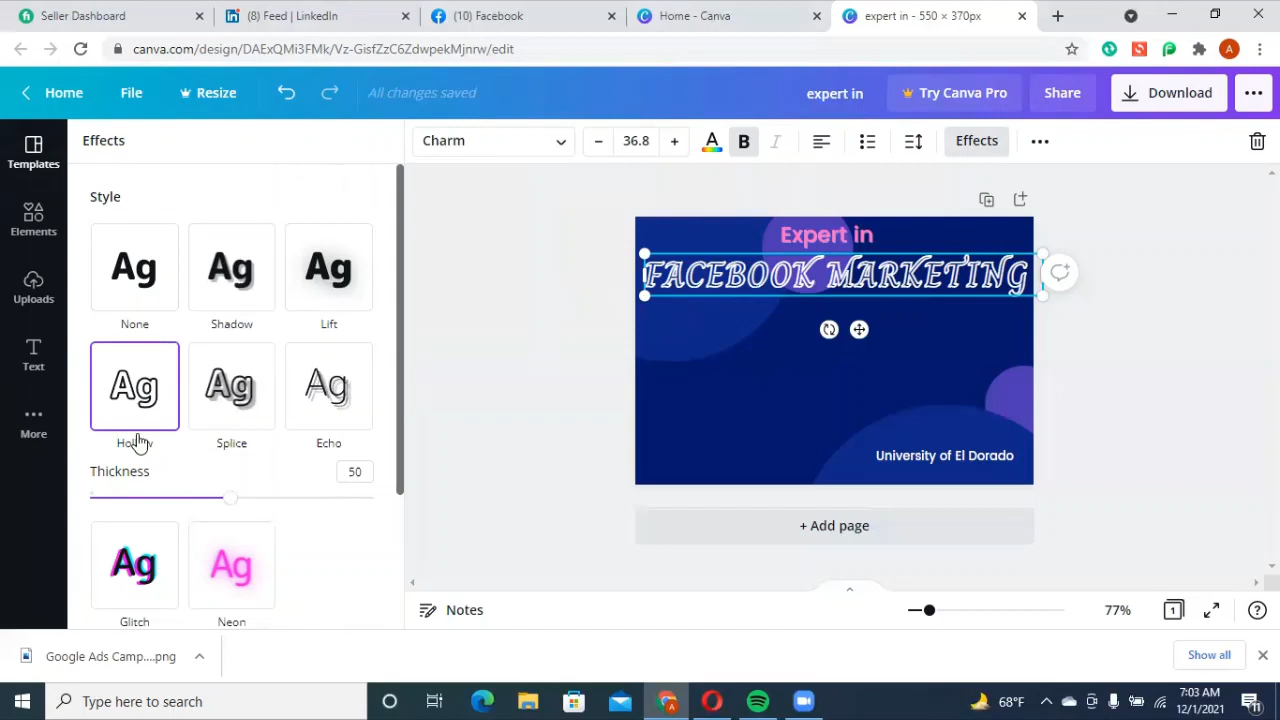 Seller Dashboard
(8) Feed | LinkedIn
(10) Facebook
Home - Canva
expert in - 550 × 370px
canva.com/design/DAExQMi3FMk/Vz-GisfZzC6ZdwpekMjnrw/edit
Home
File
Resize
All changes saved
expert in
Try Canva Pro
Share
Download
Templates
Elements
Uploads
Text
More
Effects
Charm
36.8
A
B
I
Effects
Style
Ag
None
Ag
Shadow
Ag
Lift
Ag
Ag
Splice
Ag
Echo
Thickness
50
Ag
Glitch
Ag
Neon
Expert in
FACEBOOK MARKETING
University of El Dorado
+ Add page
Notes
77%
1
Google Ads Camp....png
Show all
Type here to search
68°F
7:03 AM
12/1/2021